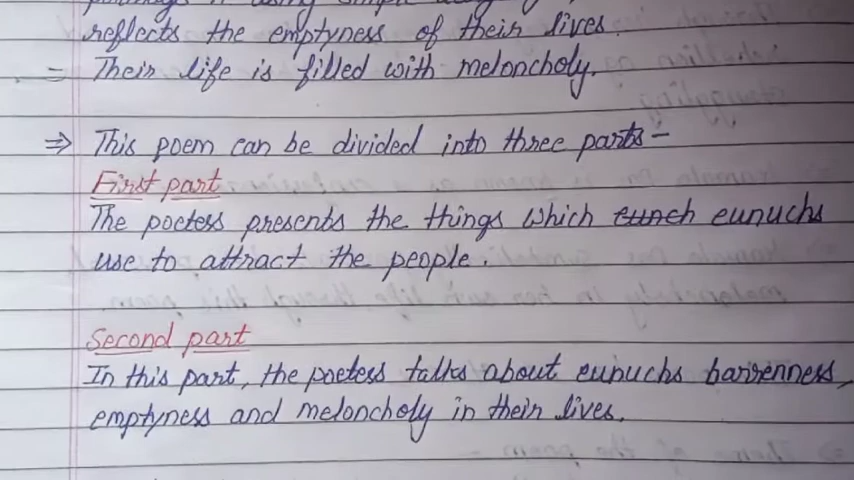 reflects the emptyness of their lives.
= Their life is filled with meloncholy.
⇒ This poem can be divided into three parts -
First part
The poetess presents the things which eunuchs
use to attract the people.
Second part
In this part, the poetess talks about eunuchs barrenness,
emptyness and meloncholy in their lives.